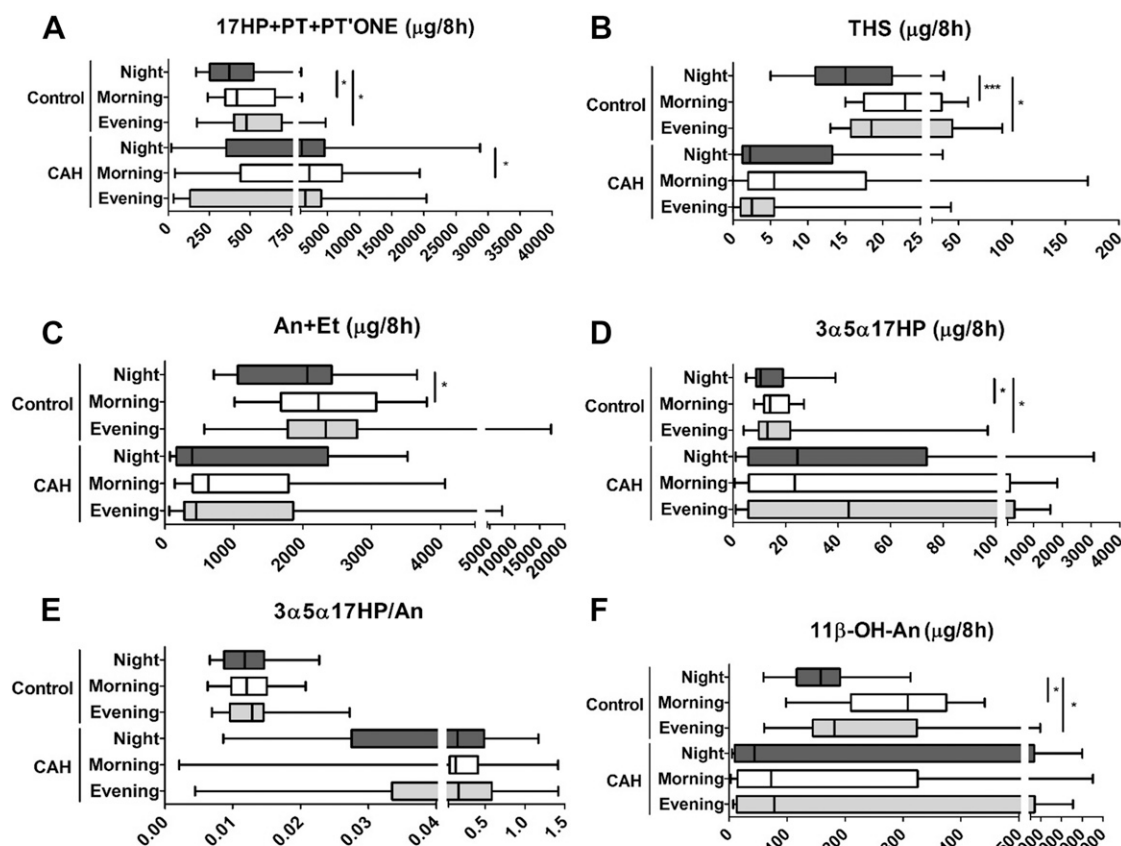 A
17HP+PT+PT'ONE (μg/8h)
Control
Night
Morning
Evening
CAH
Night
Morning
Evening
* * *
0 250 500 750 5000 10000 15000 20000 25000 30000 35000 40000
B
THS (μg/8h)
Control
Night
Morning
Evening
CAH
Night
Morning
Evening
*** *
0 5 10 15 20 25 50 100 150 200
C
An+Et (μg/8h)
Control
Night
Morning
Evening
CAH
Night
Morning
Evening
*
0 1000 2000 3000 4000 5000 10000 15000 20000
D
3α5α17HP (μg/8h)
Control
Night
Morning
Evening
CAH
Night
Morning
Evening
* *
0 20 40 60 80 100 1000 2000 3000 4000
E
3α5α17HP/An
Control
Night
Morning
Evening
CAH
Night
Morning
Evening
0.00 0.01 0.02 0.03 0.04 0.5 1.0 1.5
F
11β-OH-An (μg/8h)
Control
Night
Morning
Evening
CAH
Night
Morning
Evening
* *